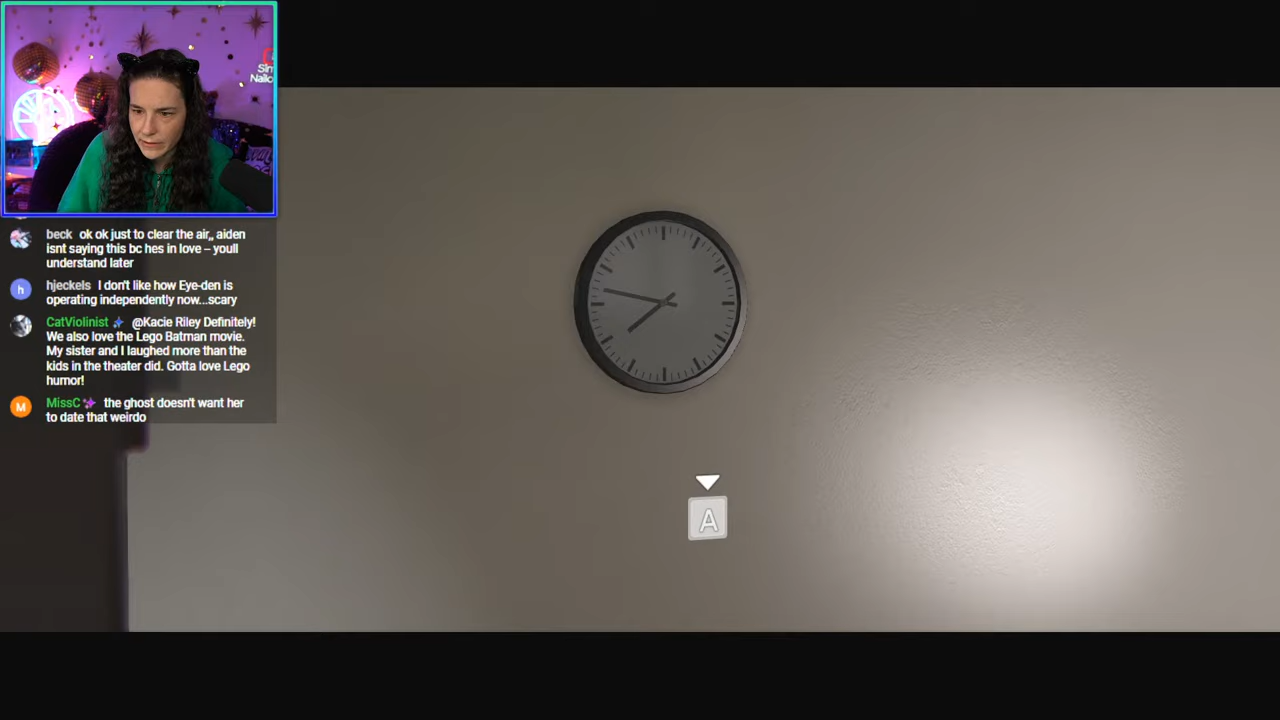 beck ok ok just to clear the air,, aiden
isnt saying this bc hes in love – youll
understand later
hjeckels I don't like how Eye-den is
operating independently now...scary
CatViolinist @Kacie Riley Definitely!
We also love the Lego Batman movie.
My sister and I laughed more than the
kids in the theater did. Gotta love Lego
humor!
M MissC the ghost doesn't want her
to date that weirdo
A